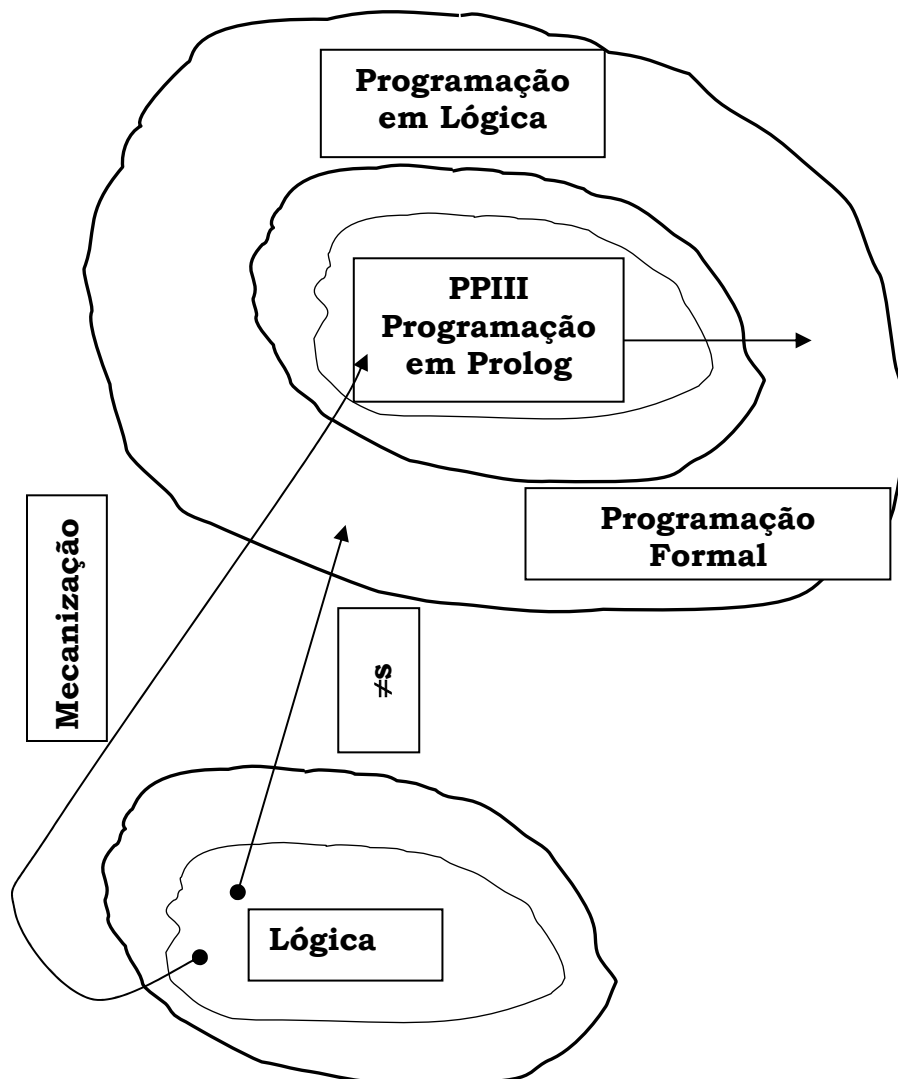 Programação
em Lógica
PPIII
Programação
em Prolog
Programação
Formal
Mecanização
≠s
Lógica